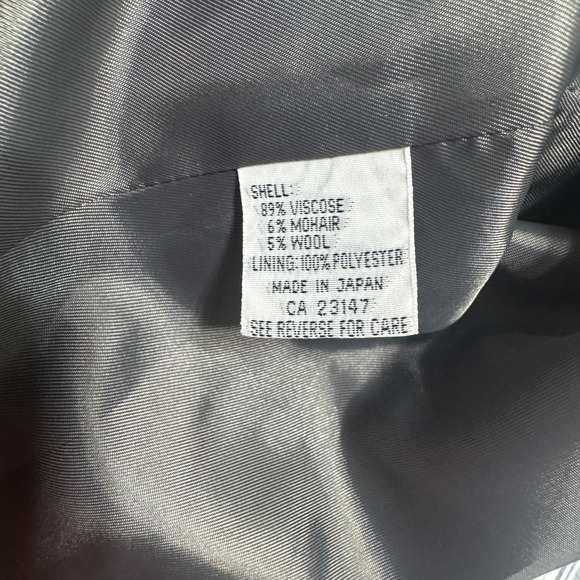 SHELL:
89% VISCOSE
6% MOHAIR
5% WOOL
LINING:100% POLYESTER
MADE IN JAPAN
CA 23147
SEE REVERSE FOR CARE